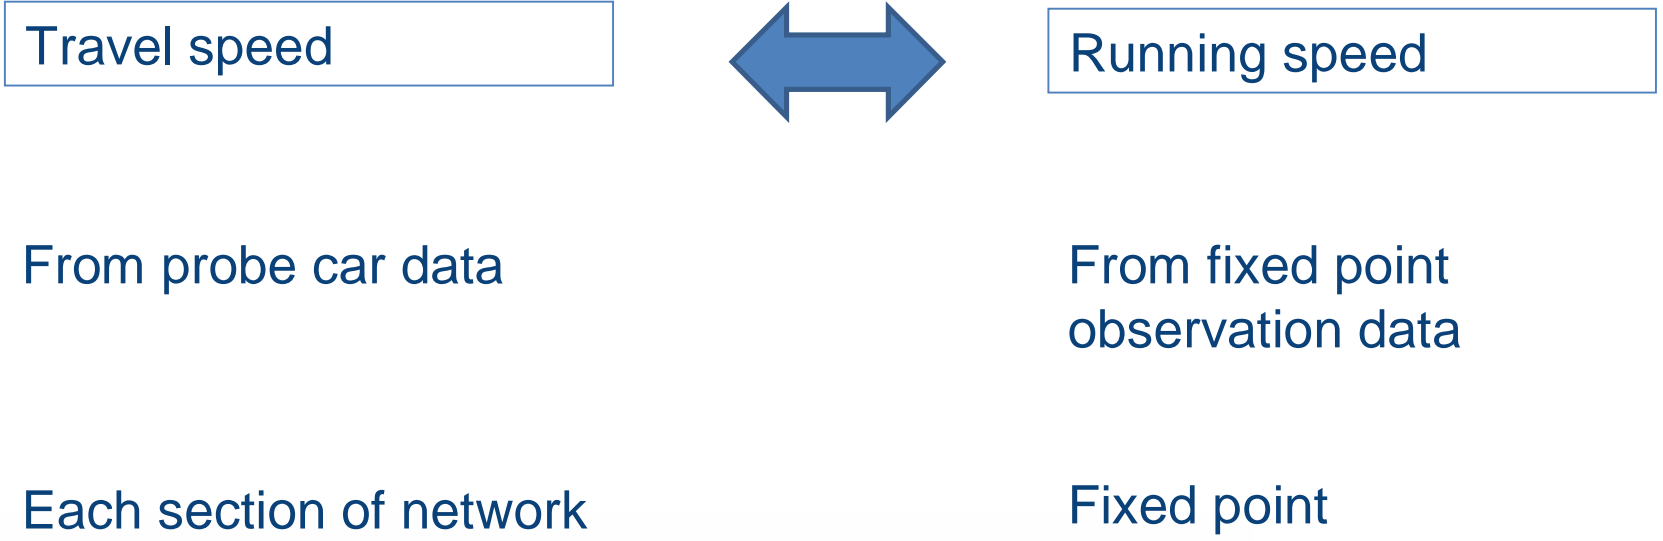 Travel speed
Running speed
From probe car data
From fixed point
observation data
Each section of network
Fixed point